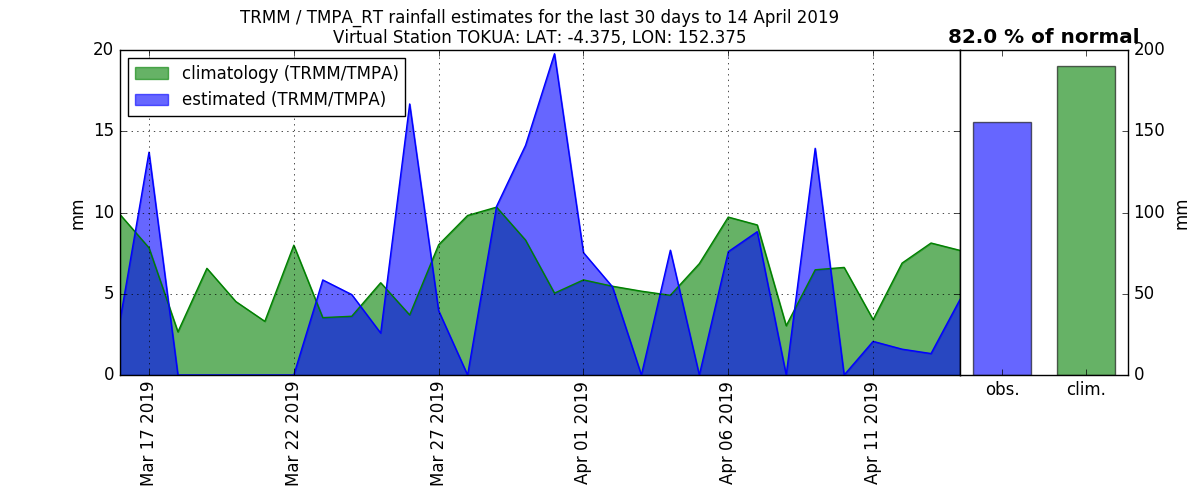 TRMM / TMPA_RT rainfall estimates for the last 30 days to 14 April 2019
Virtual Station TOKUA: LAT: -4.375, LON: 152.375
82.0 % of normal
climatology (TRMM/TMPA)
estimated (TRMM/TMPA)
20
15
10
5
0
mm
200
150
100
50
0
mm
obs.
clim.
Mar 17 2019
Mar 22 2019
Mar 27 2019
Apr 01 2019
Apr 06 2019
Apr 11 2019